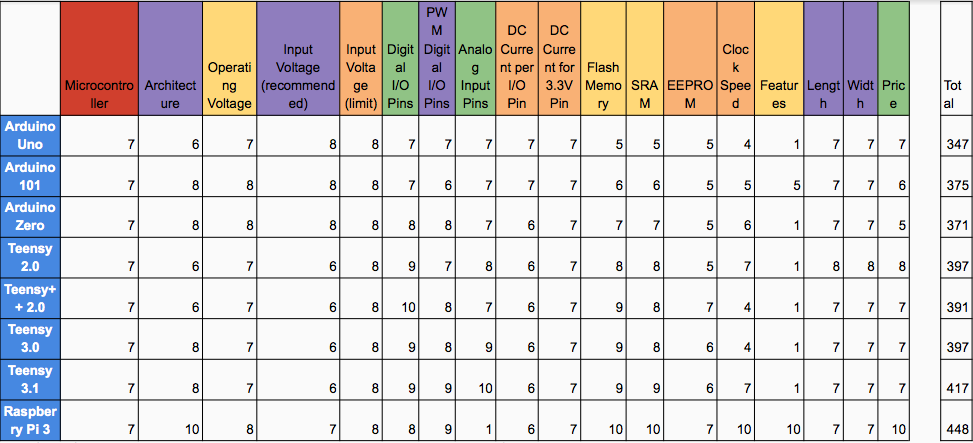 Microcontroller Architecture Operating Voltage Input Voltage (recommended) Input Voltage (limit) Digital I/O Pins PWM Digital I/O Pins Analog Input Pins DC Current per I/O Pin DC Current for 3.3V Pin Flash Memory SRAM EEPROM Clock Speed Features Length Width Price Total
Arduino Uno 7 6 7 8 8 7 7 7 7 7 5 5 5 4 1 7 7 7 347
Arduino 101 7 8 8 8 8 7 6 7 7 7 6 6 5 5 5 7 7 6 375
Arduino Zero 7 8 8 8 8 8 8 7 6 7 7 7 5 6 1 7 7 5 371
Teensy 2.0 7 6 7 6 8 9 7 8 6 7 8 8 5 7 1 8 8 8 397
Teensy++ 2.0 7 6 7 6 8 10 8 7 6 7 9 8 7 4 1 7 7 7 391
Teensy 3.0 7 8 7 6 8 9 8 9 6 7 9 8 6 4 1 7 7 7 397
Teensy 3.1 7 8 7 6 8 9 9 10 6 7 9 9 6 7 1 7 7 7 417
Raspberry Pi 3 7 10 8 7 8 8 9 1 6 7 10 10 7 10 10 7 7 10 448